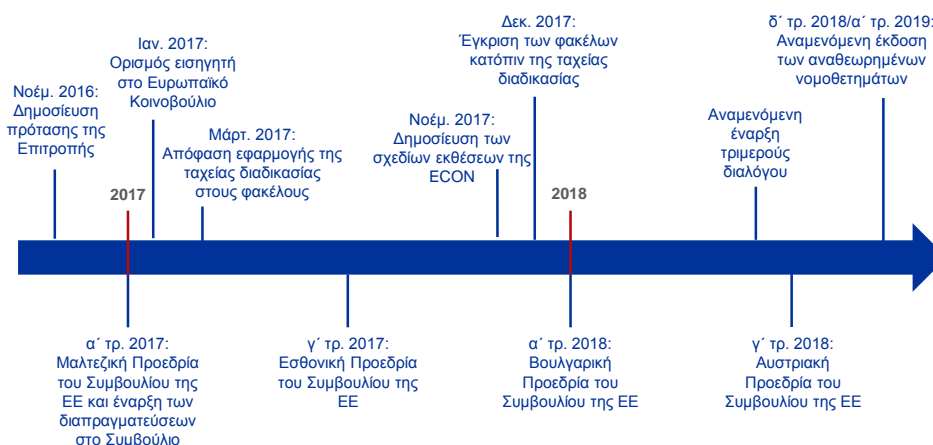 Νοέμ. 2016:
Δημοσίευση
πρότασης της
Επιτροπής
Ιαν. 2017:
Ορισμός εισηγητή
στο Ευρωπαϊκό
Κοινοβούλιο
Μάρτ. 2017:
Απόφαση εφαρμογής της
ταχείας διαδικασίας
στους φακέλους
Νοέμ. 2017:
Δημοσίευση των
σχεδίων εκθέσεων της
ECON
Δεκ. 2017:
Έγκριση των φακέλων
κατόπιν της ταχείας
διαδικασίας
Αναμενόμενη
έναρξη
τριμερούς
διαλόγου
δ΄ τρ. 2018/α΄ τρ. 2019:
Αναμενόμενη έκδοση
των αναθεωρημένων
νομοθετημάτων
2017
2018
α΄ τρ. 2017:
Μαλτεζική Προεδρία
του Συμβουλίου της
ΕΕ και έναρξη των
διαπραγματεύσεων
στο Συμβούλιο
γ΄ τρ. 2017:
Εσθονική Προεδρία
του Συμβουλίου της
ΕΕ
α΄ τρ. 2018:
Βουλγαρική
Προεδρία του
Συμβουλίου της ΕΕ
γ΄ τρ. 2018:
Αυστριακή
Προεδρία του
Συμβουλίου της ΕΕ